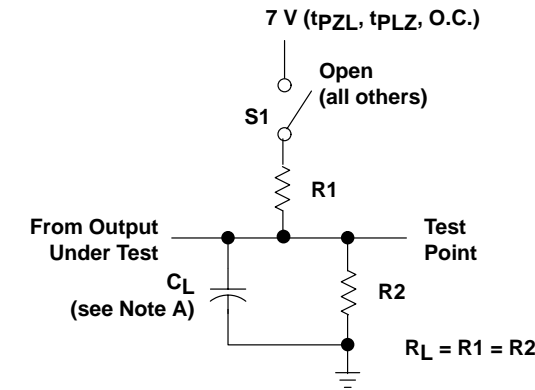 7 V (tPZL, tPLZ, O.C.)
Open
(all others)
S1
R1
From Output
Under Test
Test
Point
CL
(see Note A)
R2
RL = R1 = R2